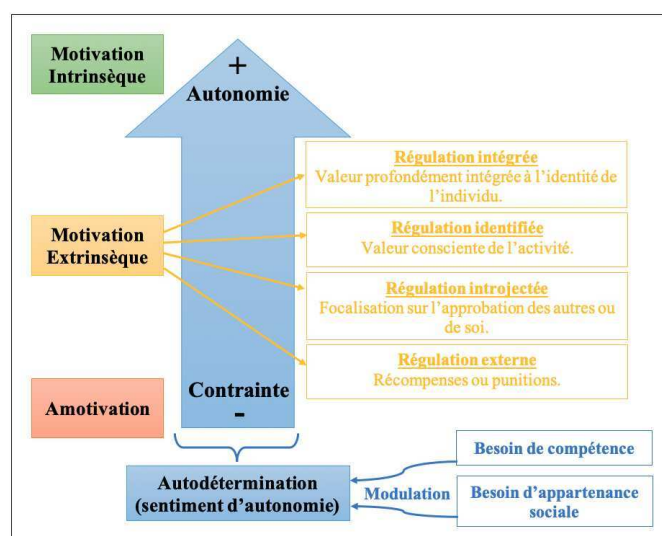 Motivation
Intrinsèque
+
Autonomie
Régulation intégrée
Valeur profondément intégrée à l'identité de
l'individu.
Motivation
Extrinsèque
Régulation identifiée
Valeur consciente de l'activité.
Régulation introjectée
Focalisation sur l'approbation des autres ou
de soi.
Régulation externe
Récompenses ou punitions.
Contrainte
-
Amotivation
Autodétermination
(sentiment d'autonomie)
Modulation
Besoin de compétence
Besoin d'appartenance
sociale